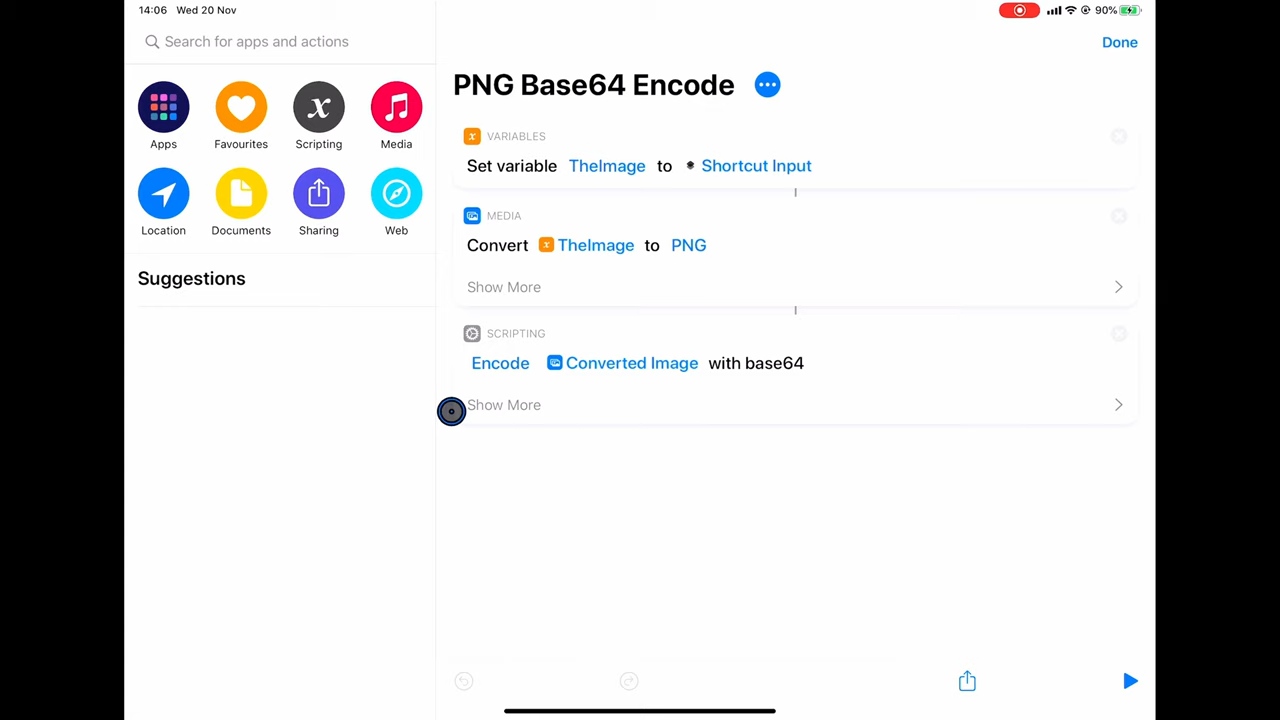 14:06 Wed 20 Nov
90%
Search for apps and actions
Done
Apps
Favourites
Scripting
Media
Location
Documents
Sharing
Web
Suggestions
PNG Base64 Encode
VARIABLES
Set variable TheImage to Shortcut Input
MEDIA
Convert TheImage to PNG
Show More
SCRIPTING
Encode Converted Image with base64
Show More